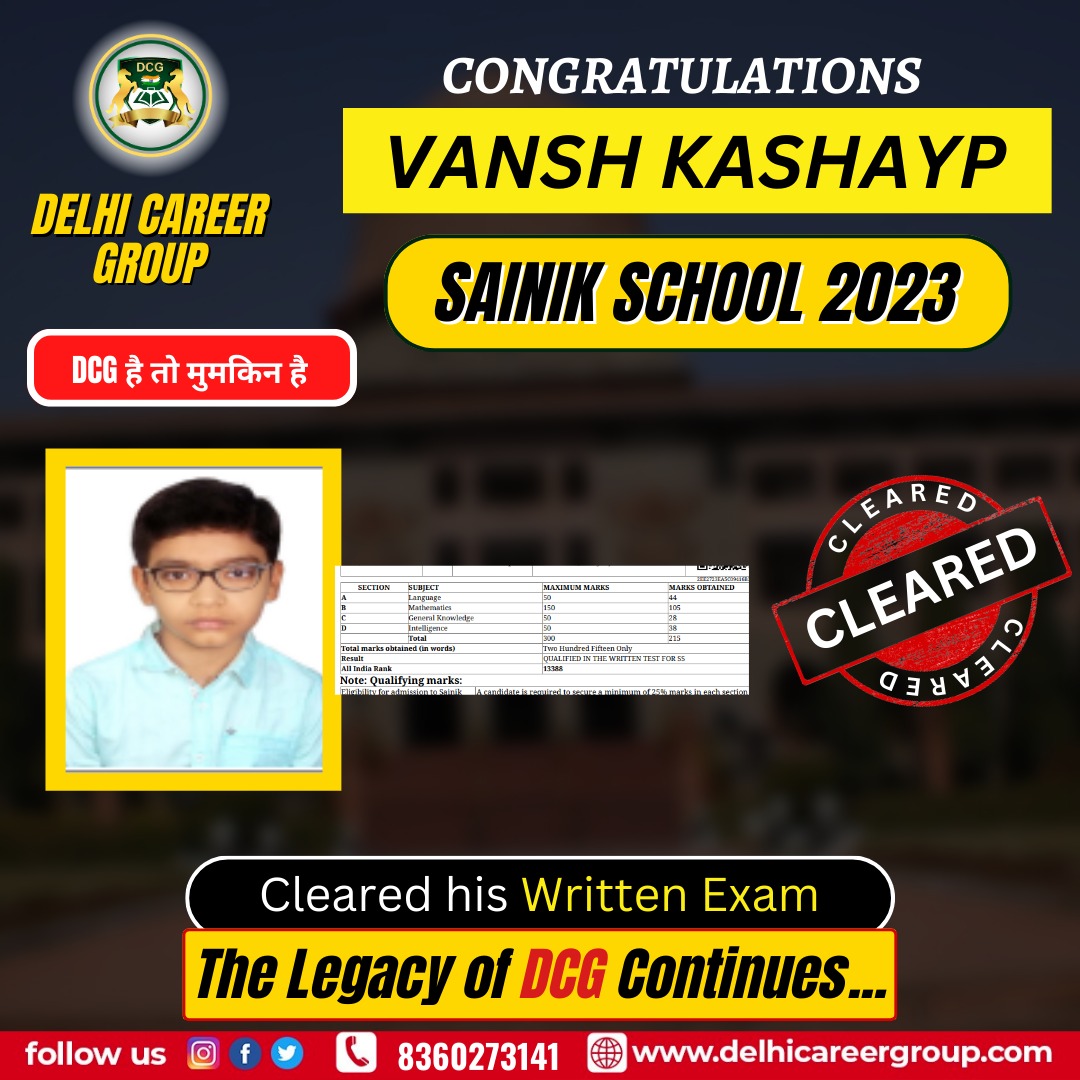 DCG
DELHI CAREER
GROUP
CONGRATULATIONS
VANSH KASHAYP
SAINIK SCHOOL 2023
DCG है तो मुमकिन है
SECTION SUBJECT MAXIMUM MARKS MARKS OBTAINED
A Language 50 44
B Mathematics 150 105
C General Knowledge 50 28
D Intelligence 50 38
Total 300 215
Total marks obtained (in words) Two Hundred Fifteen Only
Result QUALIFIED IN THE WRITTEN TEST FOR SS
All India Rank 13388
Note: Qualifying marks:
Eligibility for admission to Sainik A candidate is required to secure a minimum of 25% marks in each section
CLEARED
CLEARED
CLEARED
Cleared his Written Exam
The Legacy of DCG Continues...
follow us 8360273141 www.delhicareergroup.com